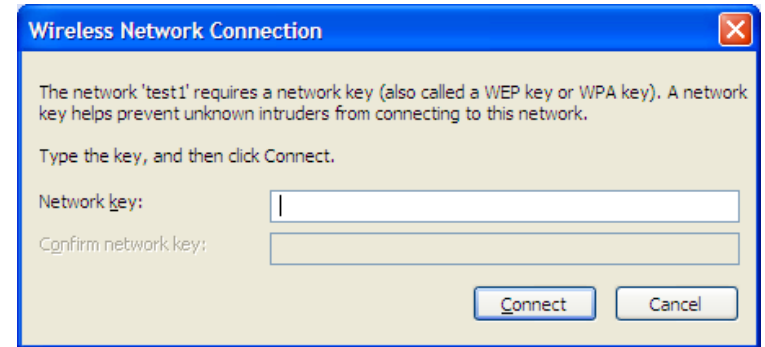 Wireless Network Connection
The network 'test1' requires a network key (also called a WEP key or WPA key). A network
key helps prevent unknown intruders from connecting to this network.
Type the key, and then click Connect.
Network key:
Confirm network key:
Connect Cancel